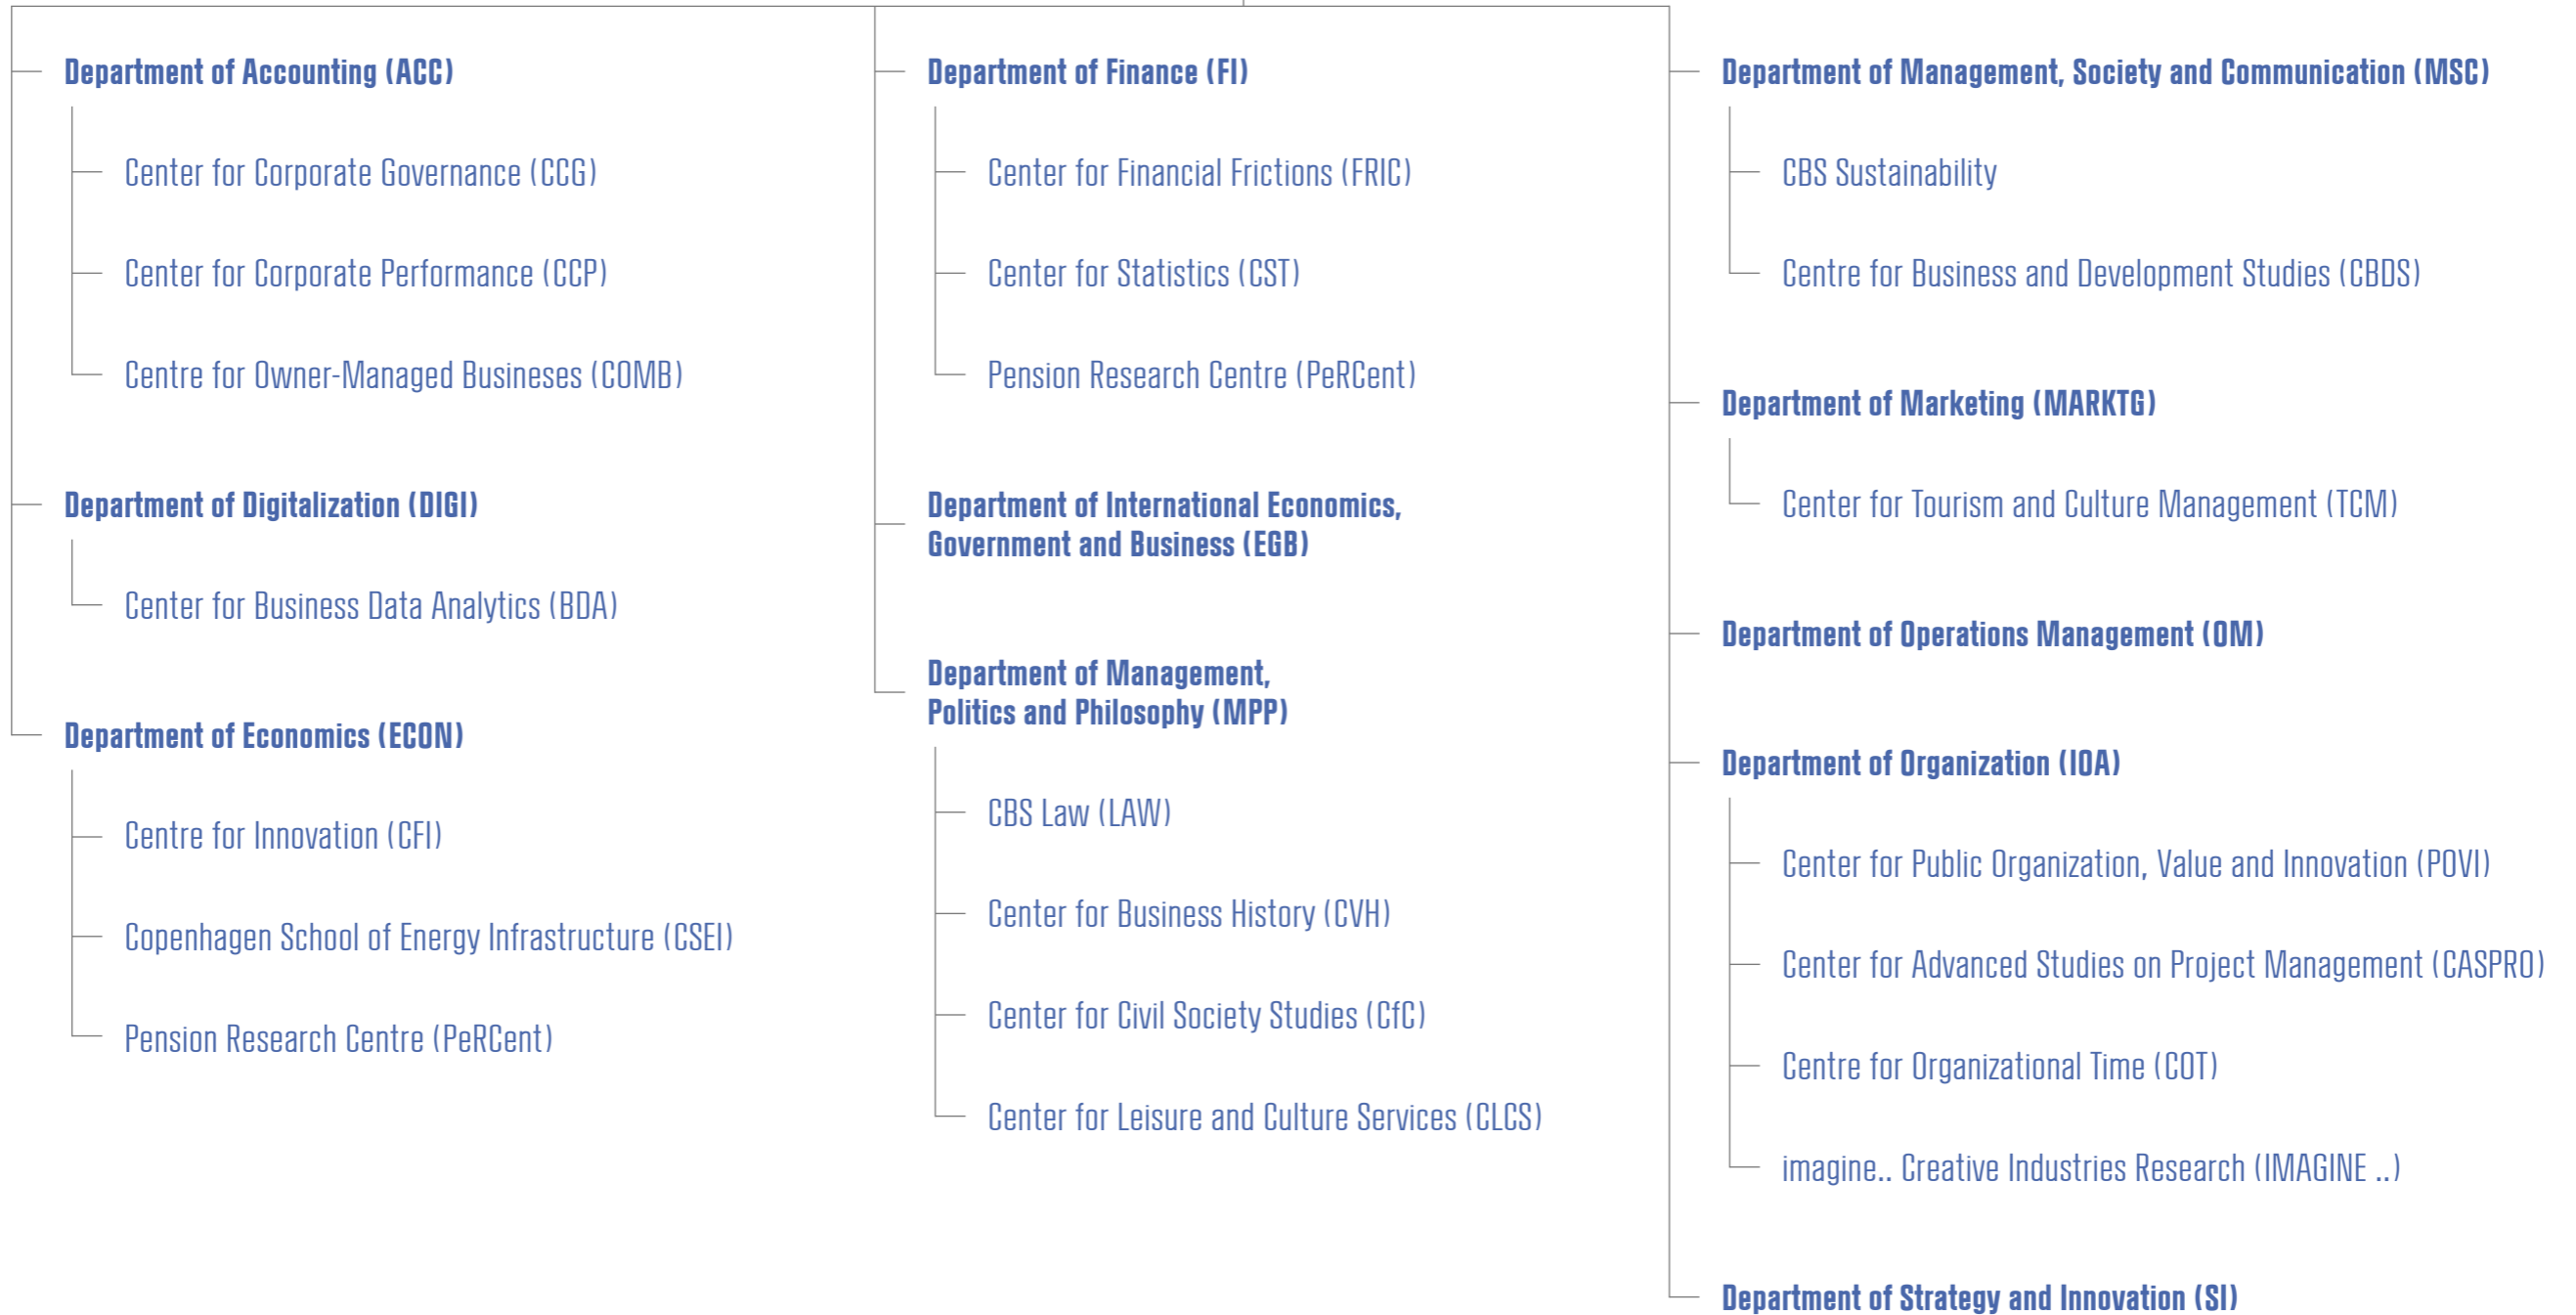 Department of Accounting (ACC)
Center for Corporate Governance (CCG)
Center for Corporate Performance (CCP)
Centre for Owner-Managed Busineses (COMB)
Department of Digitalization (DIGI)
Center for Business Data Analytics (BDA)
Department of Economics (ECON)
Centre for Innovation (CFI)
Copenhagen School of Energy Infrastructure (CSEI)
Pension Research Centre (PeRCent)
Department of Finance (FI)
Center for Financial Frictions (FRIC)
Center for Statistics (CST)
Pension Research Centre (PeRCent)
Department of International Economics,
Government and Business (EGB)
Department of Management,
Politics and Philosophy (MPP)
CBS Law (LAW)
Center for Business History (CVH)
Center for Civil Society Studies (CfC)
Center for Leisure and Culture Services (CLCS)
Department of Management, Society and Communication (MSC)
CBS Sustainability
Centre for Business and Development Studies (CBDS)
Department of Marketing (MARKTG)
Center for Tourism and Culture Management (TCM)
Department of Operations Management (OM)
Department of Organization (IOA)
Center for Public Organization, Value and Innovation (POVI)
Center for Advanced Studies on Project Management (CASPRO)
Centre for Organizational Time (COT)
imagine.. Creative Industries Research (IMAGINE ..)
Department of Strategy and Innovation (SI)